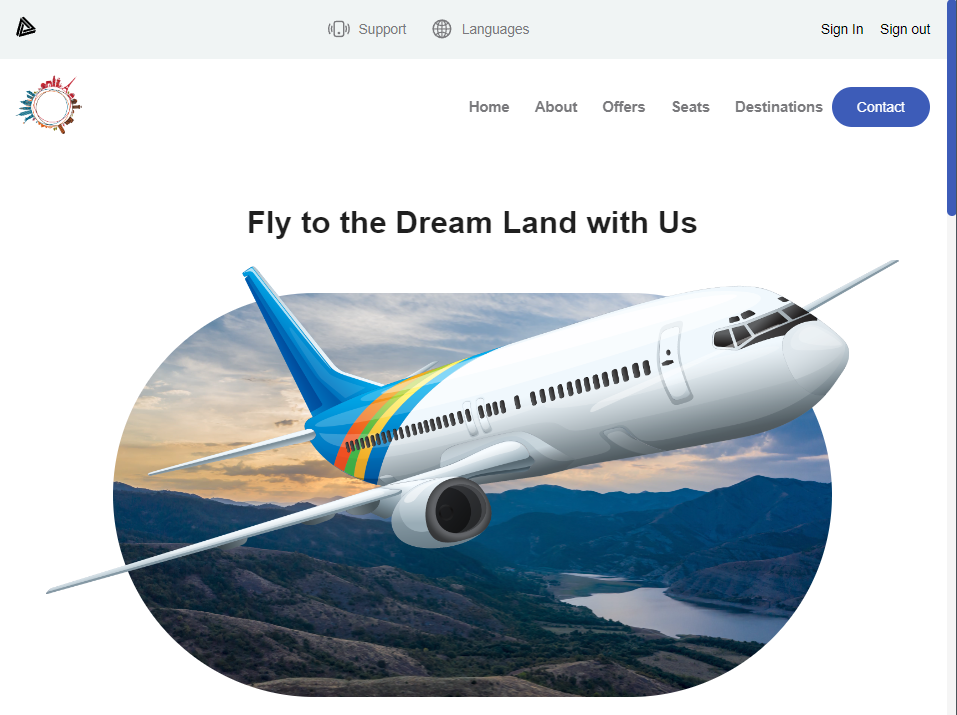 Support Languages Sign In Sign out
Home About Offers Seats Destinations Contact
Fly to the Dream Land with Us